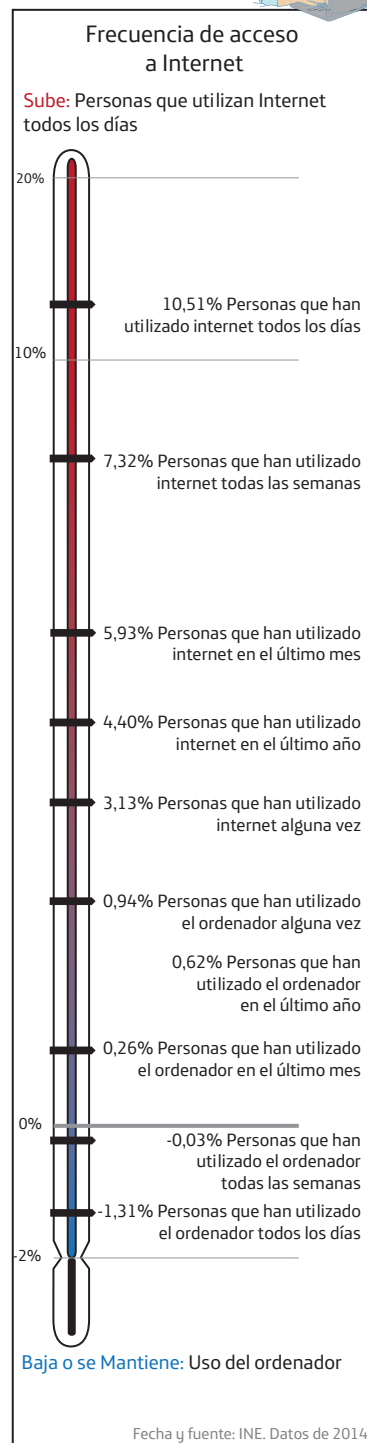 Frecuencia de acceso
a Internet
Sube: Personas que utilizan Internet
todos los días
20%
10,51% Personas que han
utilizado internet todos los días
10%
7,32% Personas que han utilizado
internet todas las semanas
5,93% Personas que han utilizado
internet en el último mes
4,40% Personas que han utilizado
internet en el último año
3,13% Personas que han utilizado
internet alguna vez
0,94% Personas que han utilizado
el ordenador alguna vez
0,62% Personas que han
utilizado el ordenador
en el último año
0,26% Personas que han utilizado
el ordenador en el último mes
0%
-0,03% Personas que han
utilizado el ordenador
todas las semanas
-1,31% Personas que han utilizado
el ordenador todos los días
-2%
Baja o se Mantiene: Uso del ordenador
Fecha y fuente: INE. Datos de 2014